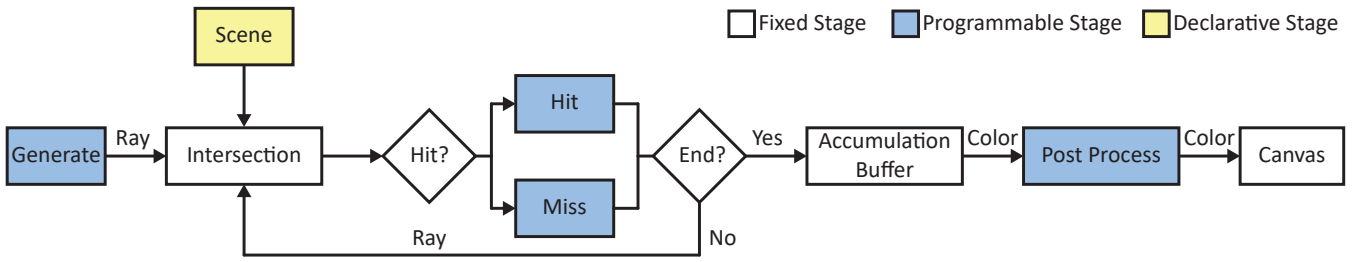 Fixed Stage
Programmable Stage
Declarative Stage
Scene
Generate
Ray
Intersection
Hit?
Hit
Miss
End?
Yes
Accumulation
Buffer
Color
Post Process
Color
Canvas
Ray
No